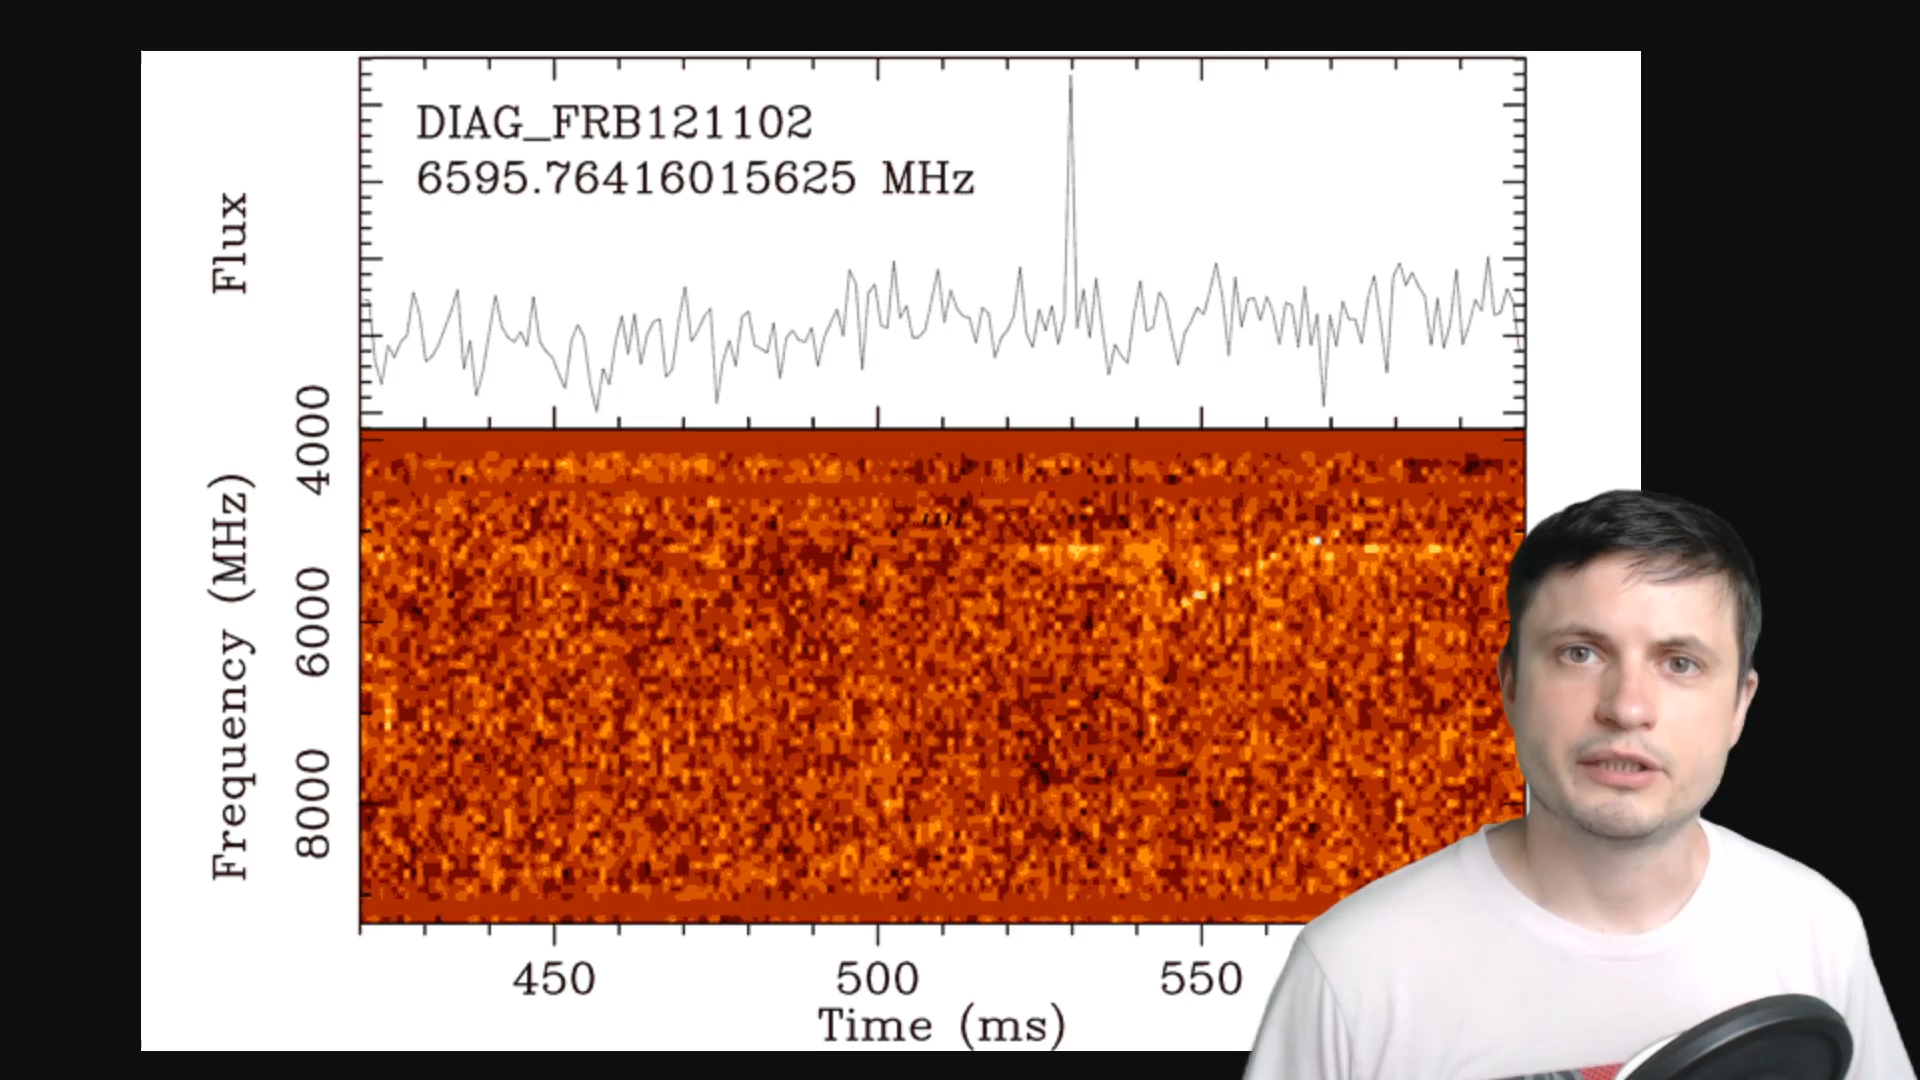 DIAG_FRB121102
6595.76416015625 MHz
Flux
4000
6000
8000
Frequency (MHz)
450
500
550
Time (ms)